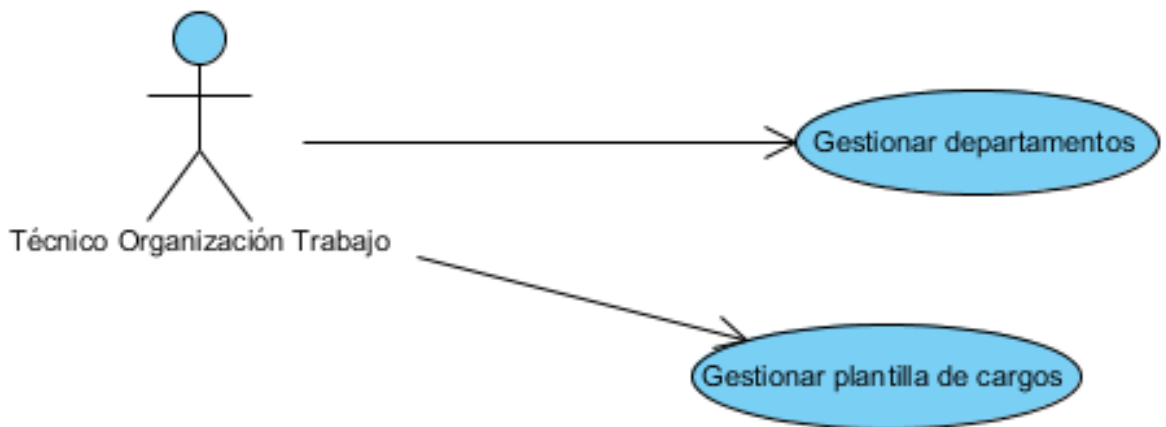 Gestionar departamentos
Técnico Organización Trabajo
Gestionar plantilla de cargos